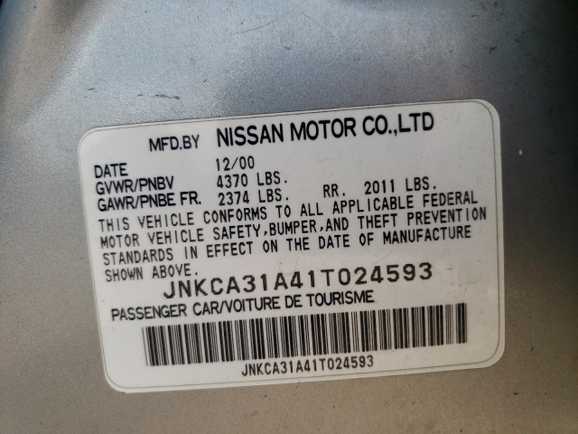 MFD.BY NISSAN MOTOR CO.,LTD
DATE 12/00
GVWR/PNBV 4370 LBS.
GAWR/PNBE FR. 2374 LBS. RR. 2011 LBS.
THIS VEHICLE CONFORMS TO ALL APPLICABLE FEDERAL
MOTOR VEHICLE SAFETY,BUMPER,AND THEFT PREVENTION
STANDARDS IN EFFECT ON THE DATE OF MANUFACTURE
SHOWN ABOVE.
JNKCA31A41T024593
PASSENGER CAR/VOITURE DE TOURISME
JNKCA31A41T024593